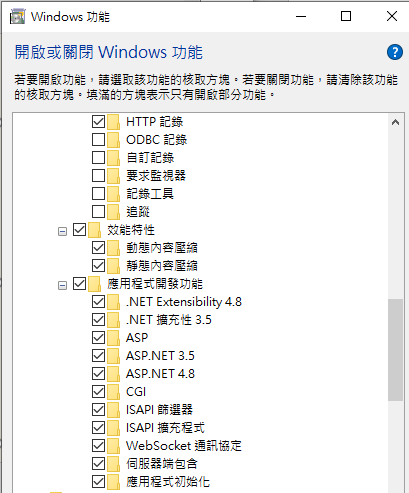 Windows 功能
開啟或關閉 Windows 功能
?
若要開啟功能，請選取該功能的核取方塊。若要關閉功能，請清除該功能
的核取方塊。填滿的方塊表示只有開啟部分功能。
HTTP 記錄
ODBC 記錄
自訂記錄
要求監視器
記錄工具
追蹤
效能特性
動態內容壓縮
靜態內容壓縮
應用程式開發功能
.NET Extensibility 4.8
.NET 擴充性 3.5
ASP
ASP.NET 3.5
ASP.NET 4.8
CGI
ISAPI 篩選器
ISAPI 擴充程式
WebSocket 通訊協定
伺服器端包含
應用程式初始化